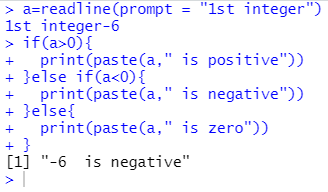 > a=readline(prompt = "1st integer")
1st integer-6
> if(a>0){
+   print(paste(a," is positive"))
+ }else if(a<0){
+   print(paste(a," is negative"))
+ }else{
+   print(paste(a," is zero"))
+ }
[1] "-6  is negative"
>